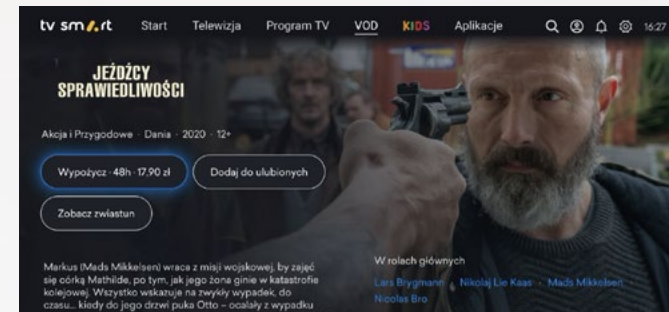 tv smart Start Telewizja Program TV VOD KIDS Aplikacje 16:27
JEŹDŹCY
SPRAWIEDLIWOŚCI
Akcja i Przygodowe · Dania · 2020 · 12+
Wypożycz · 48h · 17,90 zł Dodaj do ulubionych
Zobacz zwiastun
Markus (Mads Mikkelsen) wraca z misji wojskowej, by zająć
się córką Mathilde, po tym, jak jego żona ginie w katastrofie
kolejowej. Wszystko wskazuje na zwykły wypadek, do
czasu... kiedy do jego drzwi puka Otto – ocalały z wypadku
W rolach głównych
Lars Brygmann · Nikolaj Lie Kaas · Mads Mikkelsen
Nicolas Bro